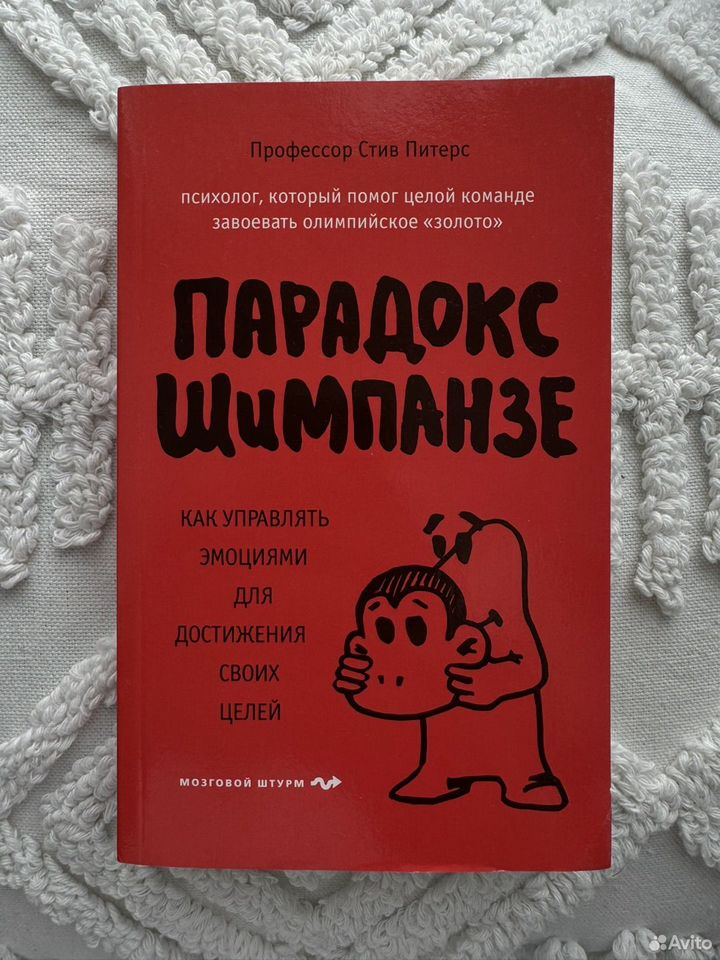 Профессор Стив Питерс
психолог, который помог целой команде
завоевать олимпийское «золото»
ПАРАДОКС
ШиМПАНЗЕ
КАК УПРАВЛЯТЬ
ЭМОЦИЯМИ
ДЛЯ
ДОСТИЖЕНИЯ
СВОИХ
ЦЕЛЕЙ
МОЗГОВОЙ ШТУРМ
Avito